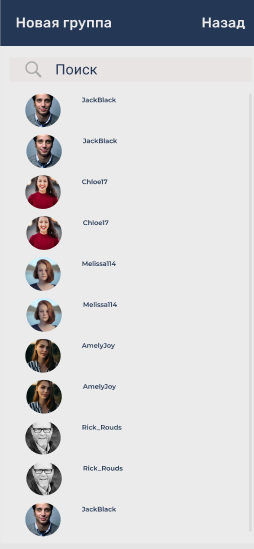 Новая группа Назад
Поиск
JackBlack
JackBlack
Chloe17
Chloe17
Melissa114
Melissa114
AmelyJoy
AmelyJoy
Rick_Rouds
Rick_Rouds
JackBlack